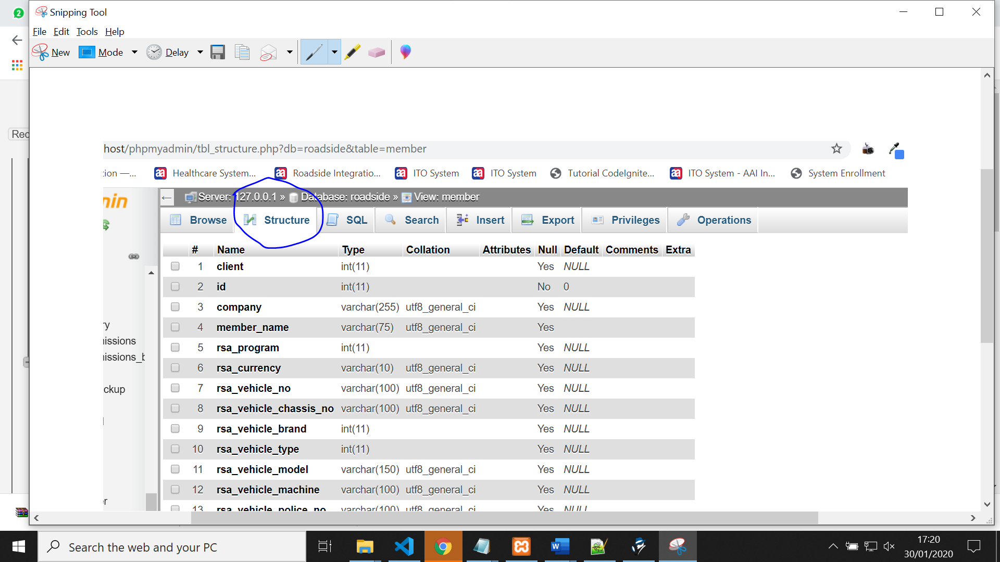 2
Snipping Tool
File Edit Tools Help
New Mode Delay
Rec
host/phpmyadmin/tbl_structure.php?db=roadside&table=member
tion —... Healthcare System... Roadside Integratio... ITO System ITO System Tutorial CodeIgnite... ITO System - AAI In... System Enrollment
Server: 127.0.0.1 » Database: roadside » View: member
Browse Structure SQL Search Insert Export Privileges Operations
# Name Type Collation Attributes Null Default Comments Extra
1 client int(11) Yes NULL
2 id int(11) No 0
3 company varchar(255) utf8_general_ci Yes NULL
4 member_name varchar(75) utf8_general_ci Yes
5 rsa_program int(11) Yes NULL
6 rsa_currency varchar(10) utf8_general_ci Yes NULL
7 rsa_vehicle_no varchar(100) utf8_general_ci Yes NULL
8 rsa_vehicle_chassis_no varchar(100) utf8_general_ci Yes NULL
9 rsa_vehicle_brand int(11) Yes NULL
10 rsa_vehicle_type int(11) Yes NULL
11 rsa_vehicle_model varchar(150) utf8_general_ci Yes NULL
12 rsa_vehicle_machine varchar(100) utf8_general_ci Yes NULL
13 rsa_vehicle_police_no varchar(100) utf8_general_ci Yes NULL
ry
issions
nissions_b
ckup
er
Search the web and your PC
17:20
30/01/2020